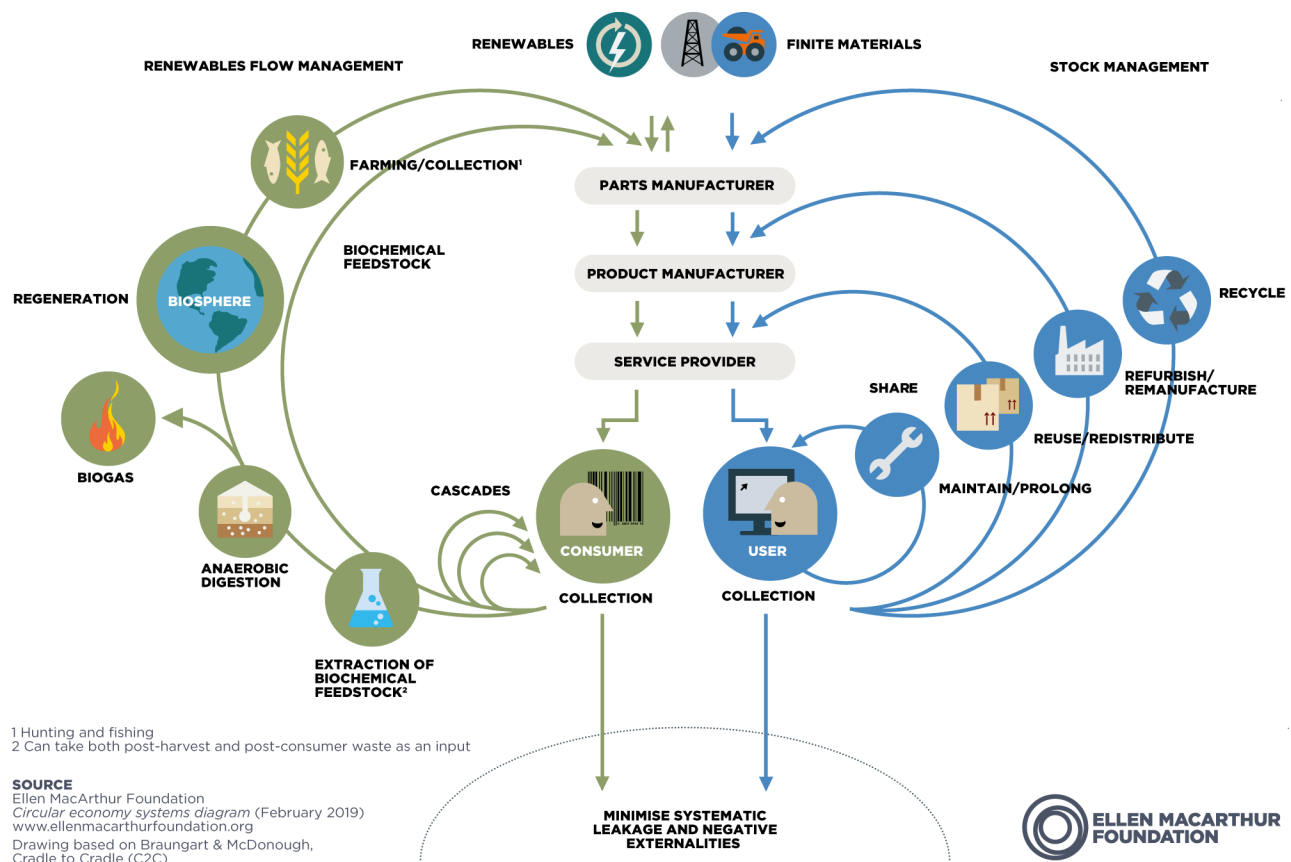 RENEWABLES
FINITE MATERIALS
RENEWABLES FLOW MANAGEMENT
STOCK MANAGEMENT
FARMING/COLLECTION¹
PARTS MANUFACTURER
BIOCHEMICAL
FEEDSTOCK
PRODUCT MANUFACTURER
REGENERATION
BIOSPHERE
RECYCLE
SERVICE PROVIDER
SHARE
REFURBISH/
REMANUFACTURE
REUSE/REDISTRIBUTE
BIOGAS
CASCADES
MAINTAIN/PROLONG
CONSUMER
USER
ANAEROBIC
DIGESTION
COLLECTION
COLLECTION
EXTRACTION OF
BIOCHEMICAL
FEEDSTOCK²
1 Hunting and fishing
2 Can take both post-harvest and post-consumer waste as an input
SOURCE
Ellen MacArthur Foundation
Circular economy systems diagram (February 2019)
www.ellenmacarthurfoundation.org
Drawing based on Braungart & McDonough,
Cradle to Cradle (C2C)
MINIMISE SYSTEMATIC
LEAKAGE AND NEGATIVE
EXTERNALITIES
ELLEN MACARTHUR
FOUNDATION